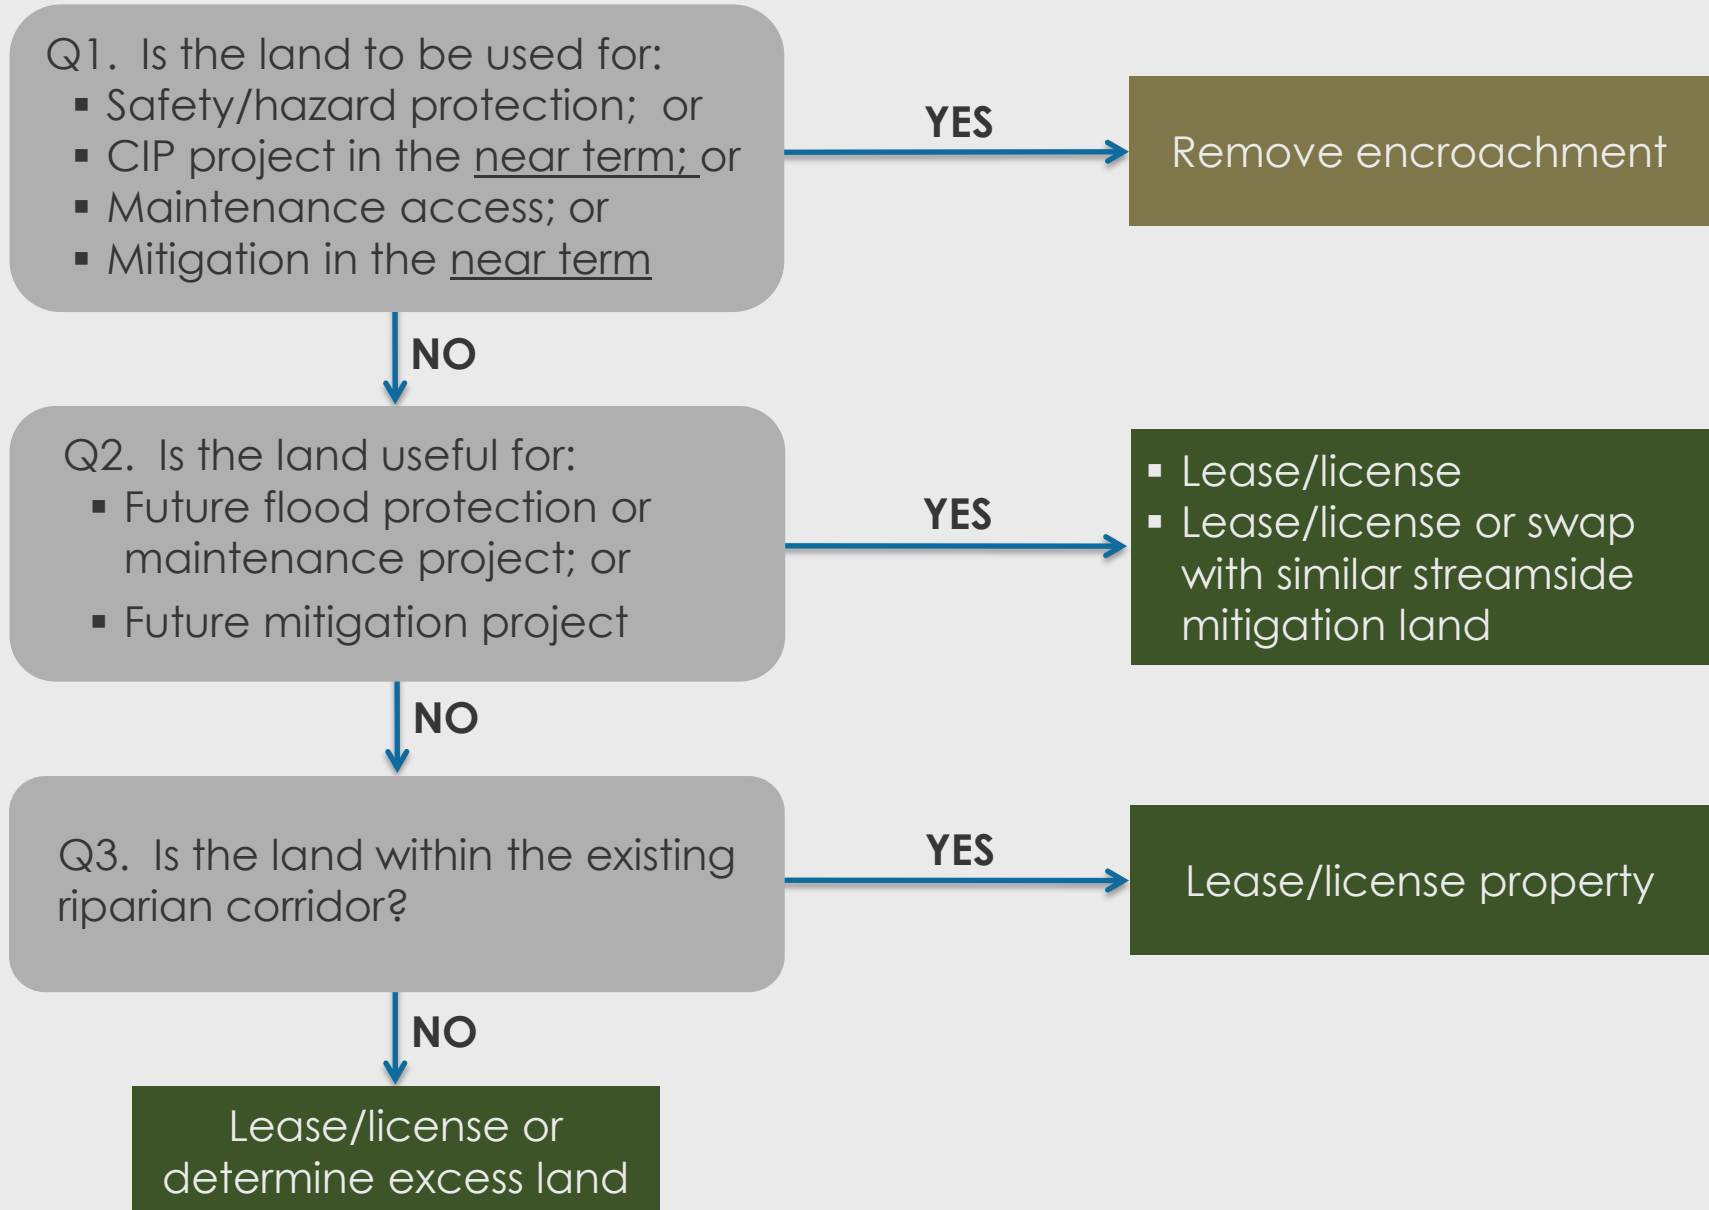 Q1. Is the land to be used for:
▪ Safety/hazard protection; or
▪ CIP project in the near term; or
▪ Maintenance access; or
▪ Mitigation in the near term
YES
Remove encroachment
NO
Q2. Is the land useful for:
▪ Future flood protection or
maintenance project; or
▪ Future mitigation project
YES
▪ Lease/license
▪ Lease/license or swap
with similar streamside
mitigation land
NO
Q3. Is the land within the existing
riparian corridor?
YES
Lease/license property
NO
Lease/license or
determine excess land